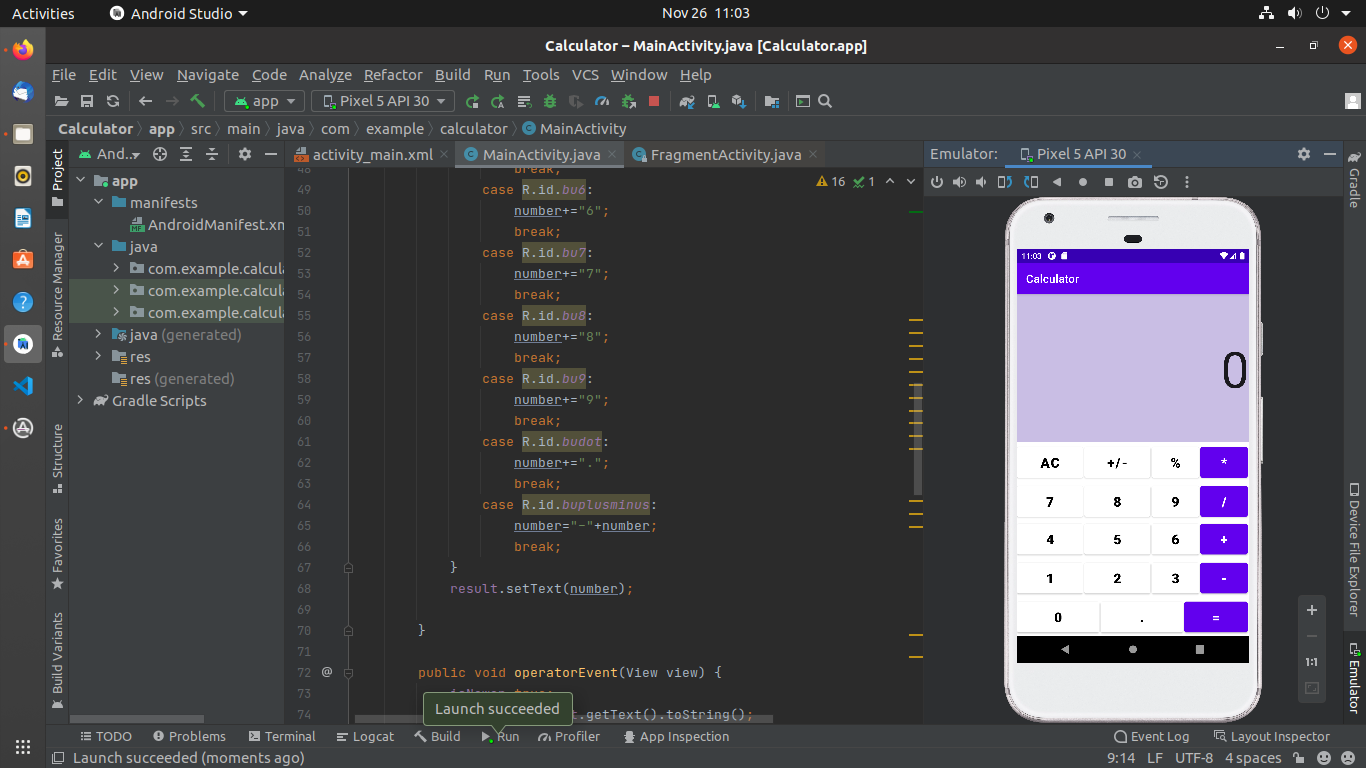 Activities Android Studio Nov 26 11:03
Calculator – MainActivity.java [Calculator.app]
File Edit View Navigate Code Analyze Refactor Build Run Tools VCS Window Help
app Pixel 5 API 30
Calculator app src main java com example calculator MainActivity
Project
Resource Manager
Structure
Favorites
Build Variants
And...
app
manifests
AndroidManifest.xm
java
com.example.calcula
com.example.calcula
com.example.calcula
java (generated)
res
res (generated)
Gradle Scripts
activity_main.xml MainActivity.java FragmentActivity.java
16 1
48 break;
49 case R.id.bu6:
50 number+="6";
51 break;
52 case R.id.bu7:
53 number+="7";
54 break;
55 case R.id.bu8:
56 number+="8";
57 break;
58 case R.id.bu9:
59 number+="9";
60 break;
61 case R.id.budot:
62 number+=".";
63 break;
64 case R.id.buplusminus:
65 number="-"+number;
66 break;
67 }
68 result.setText(number);
69
70 }
71
72 @ public void operatorEvent(View view) {
73
74 .getText().toString();
Launch succeeded
Emulator: Pixel 5 API 30
11:03
Calculator
0
AC +/- % *
7 8 9 /
4 5 6 +
1 2 3 -
0 . =
1:1
Gradle
Device File Explorer
Emulator
TODO Problems Terminal Logcat Build Run Profiler App Inspection Event Log Layout Inspector
Launch succeeded (moments ago) 9:14 LF UTF-8 4 spaces